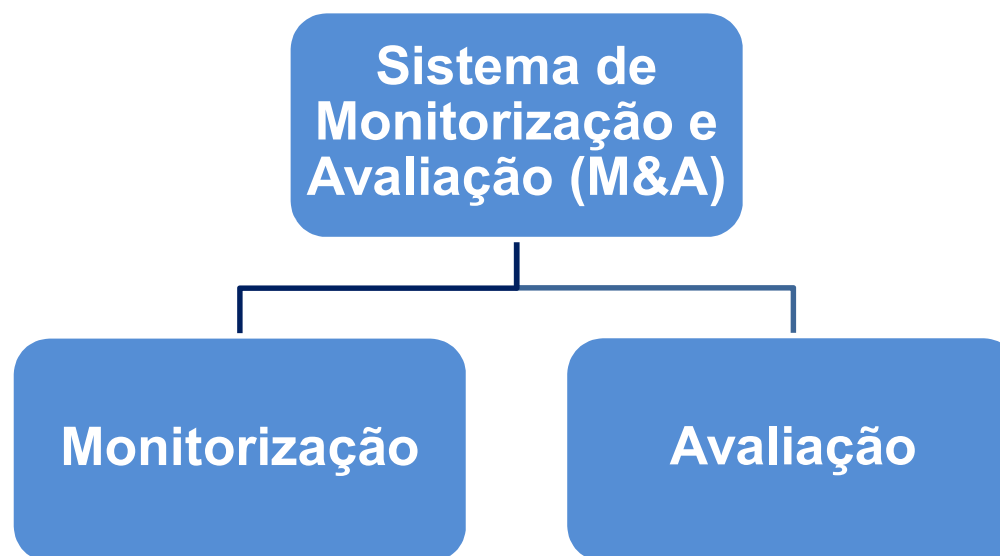 Sistema de
Monitorização e
Avaliação (M&A)
Monitorização
Avaliação